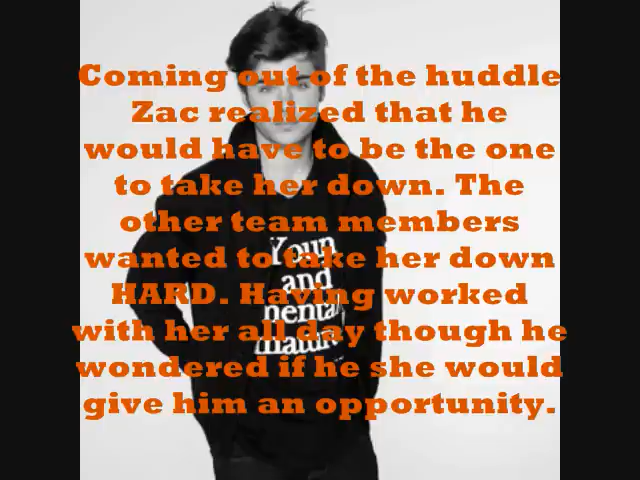 Coming out of the huddle
Zac realized that he
would have to be the one
to take her down. The
other team members
wanted to take her down
HARD. Having worked
with her all day though he
wondered if he she would
give him an opportunity.
and